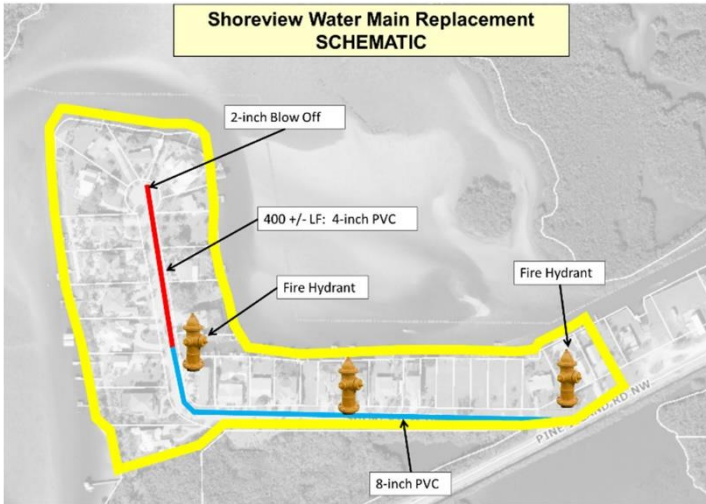 Shoreview Water Main Replacement
SCHEMATIC
2-inch Blow Off
400 +/- LF:  4-inch PVC
Fire Hydrant
Fire Hydrant
RD NW
8-inch PVC